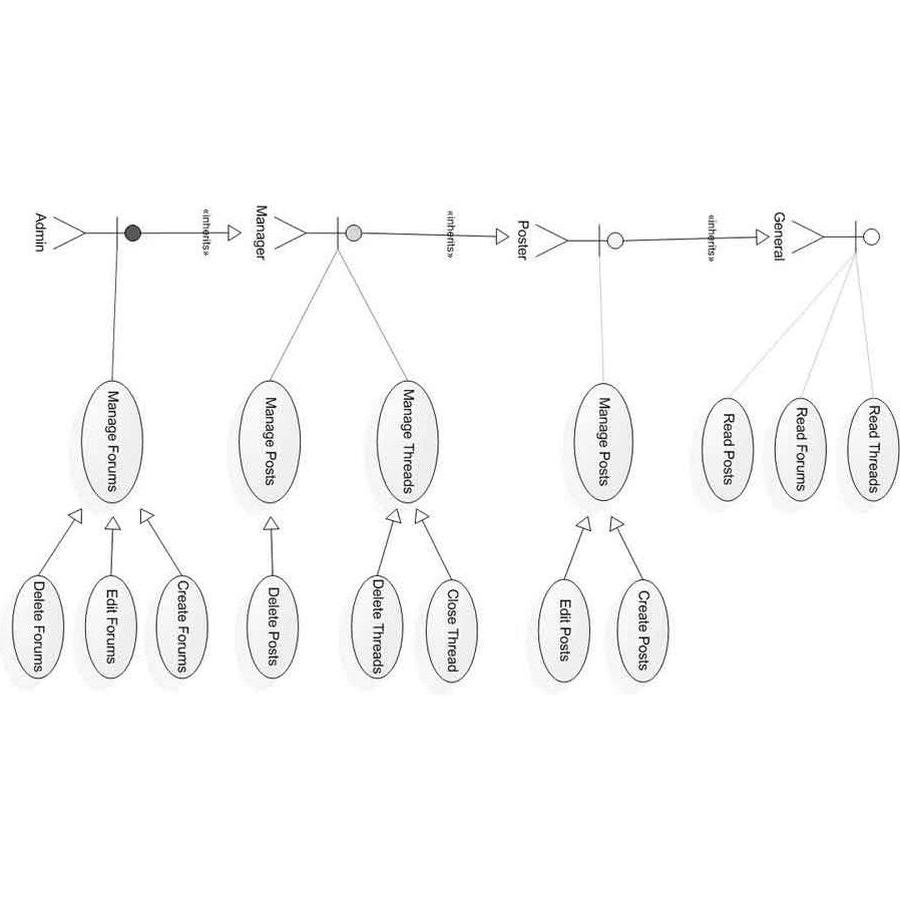 General
Read Threads
Read Forums
Read Posts
«inherits»
Poster
Manage Posts
Create Posts
Edit Posts
«inherits»
Manager
Manage Threads
Manage Posts
Close Thread
Delete Threads
Delete Posts
«inherits»
Admin
Manage Forums
Create Forums
Edit Forums
Delete Forums